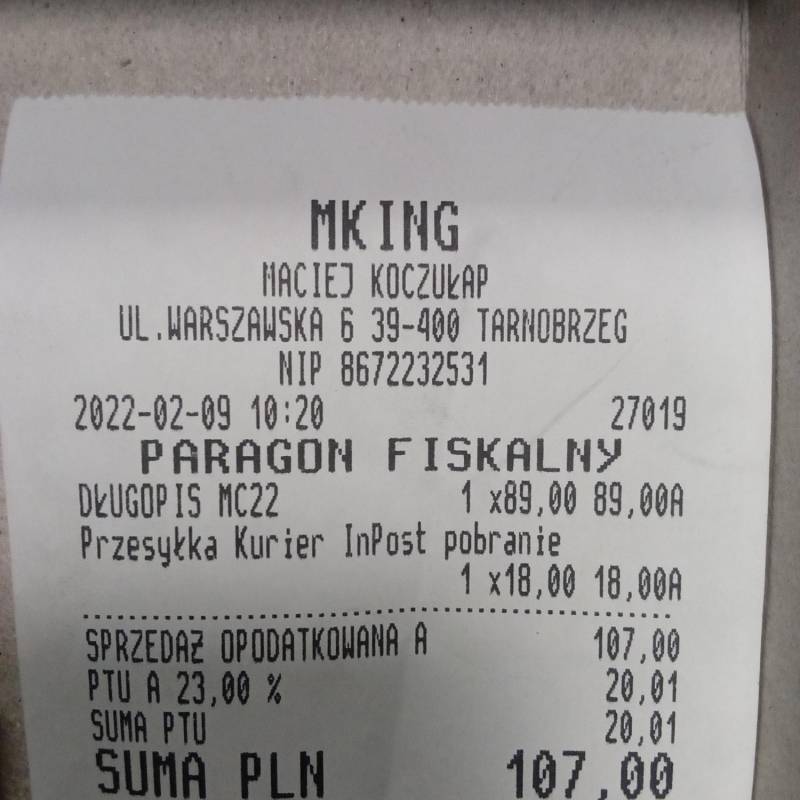 MKING
MACIEJ KOCZUŁAP
UL.WARSZAWSKA 6 39-400 TARNOBRZEG
NIP 8672232531
2022-02-09 10:20 27019
PARAGON FISKALNY
DŁUGOPIS MC22 1 x89,00 89,00A
Przesyłka Kurier InPost pobranie
1 x18,00 18,00A
SPRZEDAŻ OPODATKOWANA A 107,00
PTU A 23,00 % 20,01
SUMA PTU 20,01
SUMA PLN 107,00